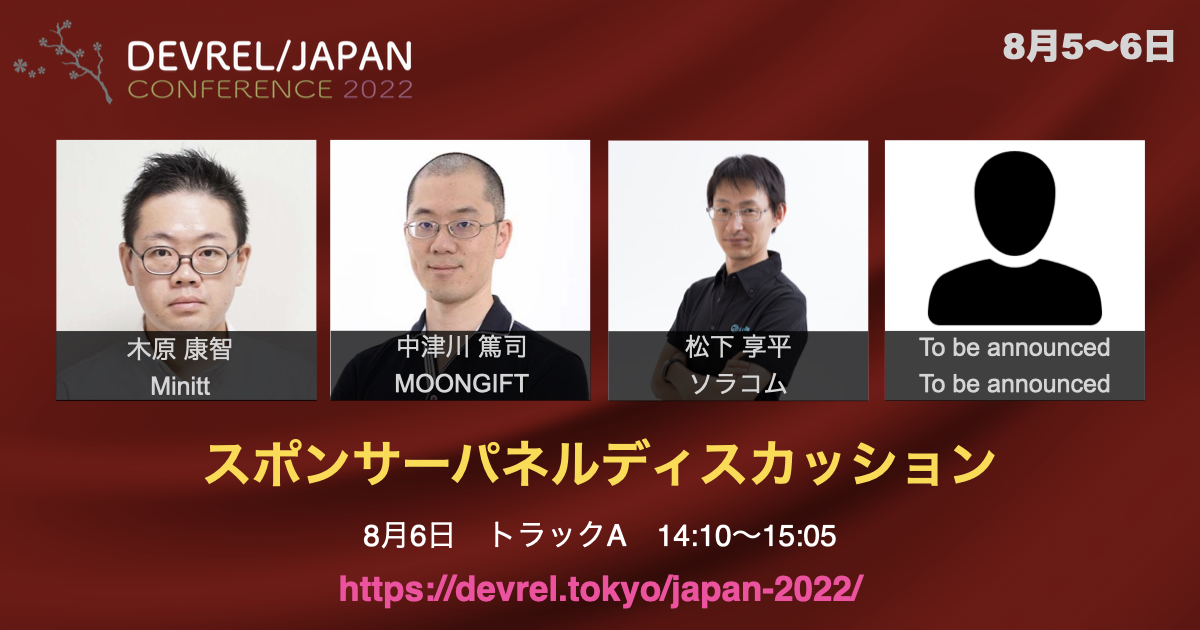 DEVREL/JAPAN
CONFERENCE 2022
8月5〜6日
木原 康智
Minitt
中津川 篤司
MOONGIFT
松下 享平
ソラコム
To be announced
To be announced
スポンサーパネルディスカッション
8月6日　トラックA　14:10〜15:05
https://devrel.tokyo/japan-2022/